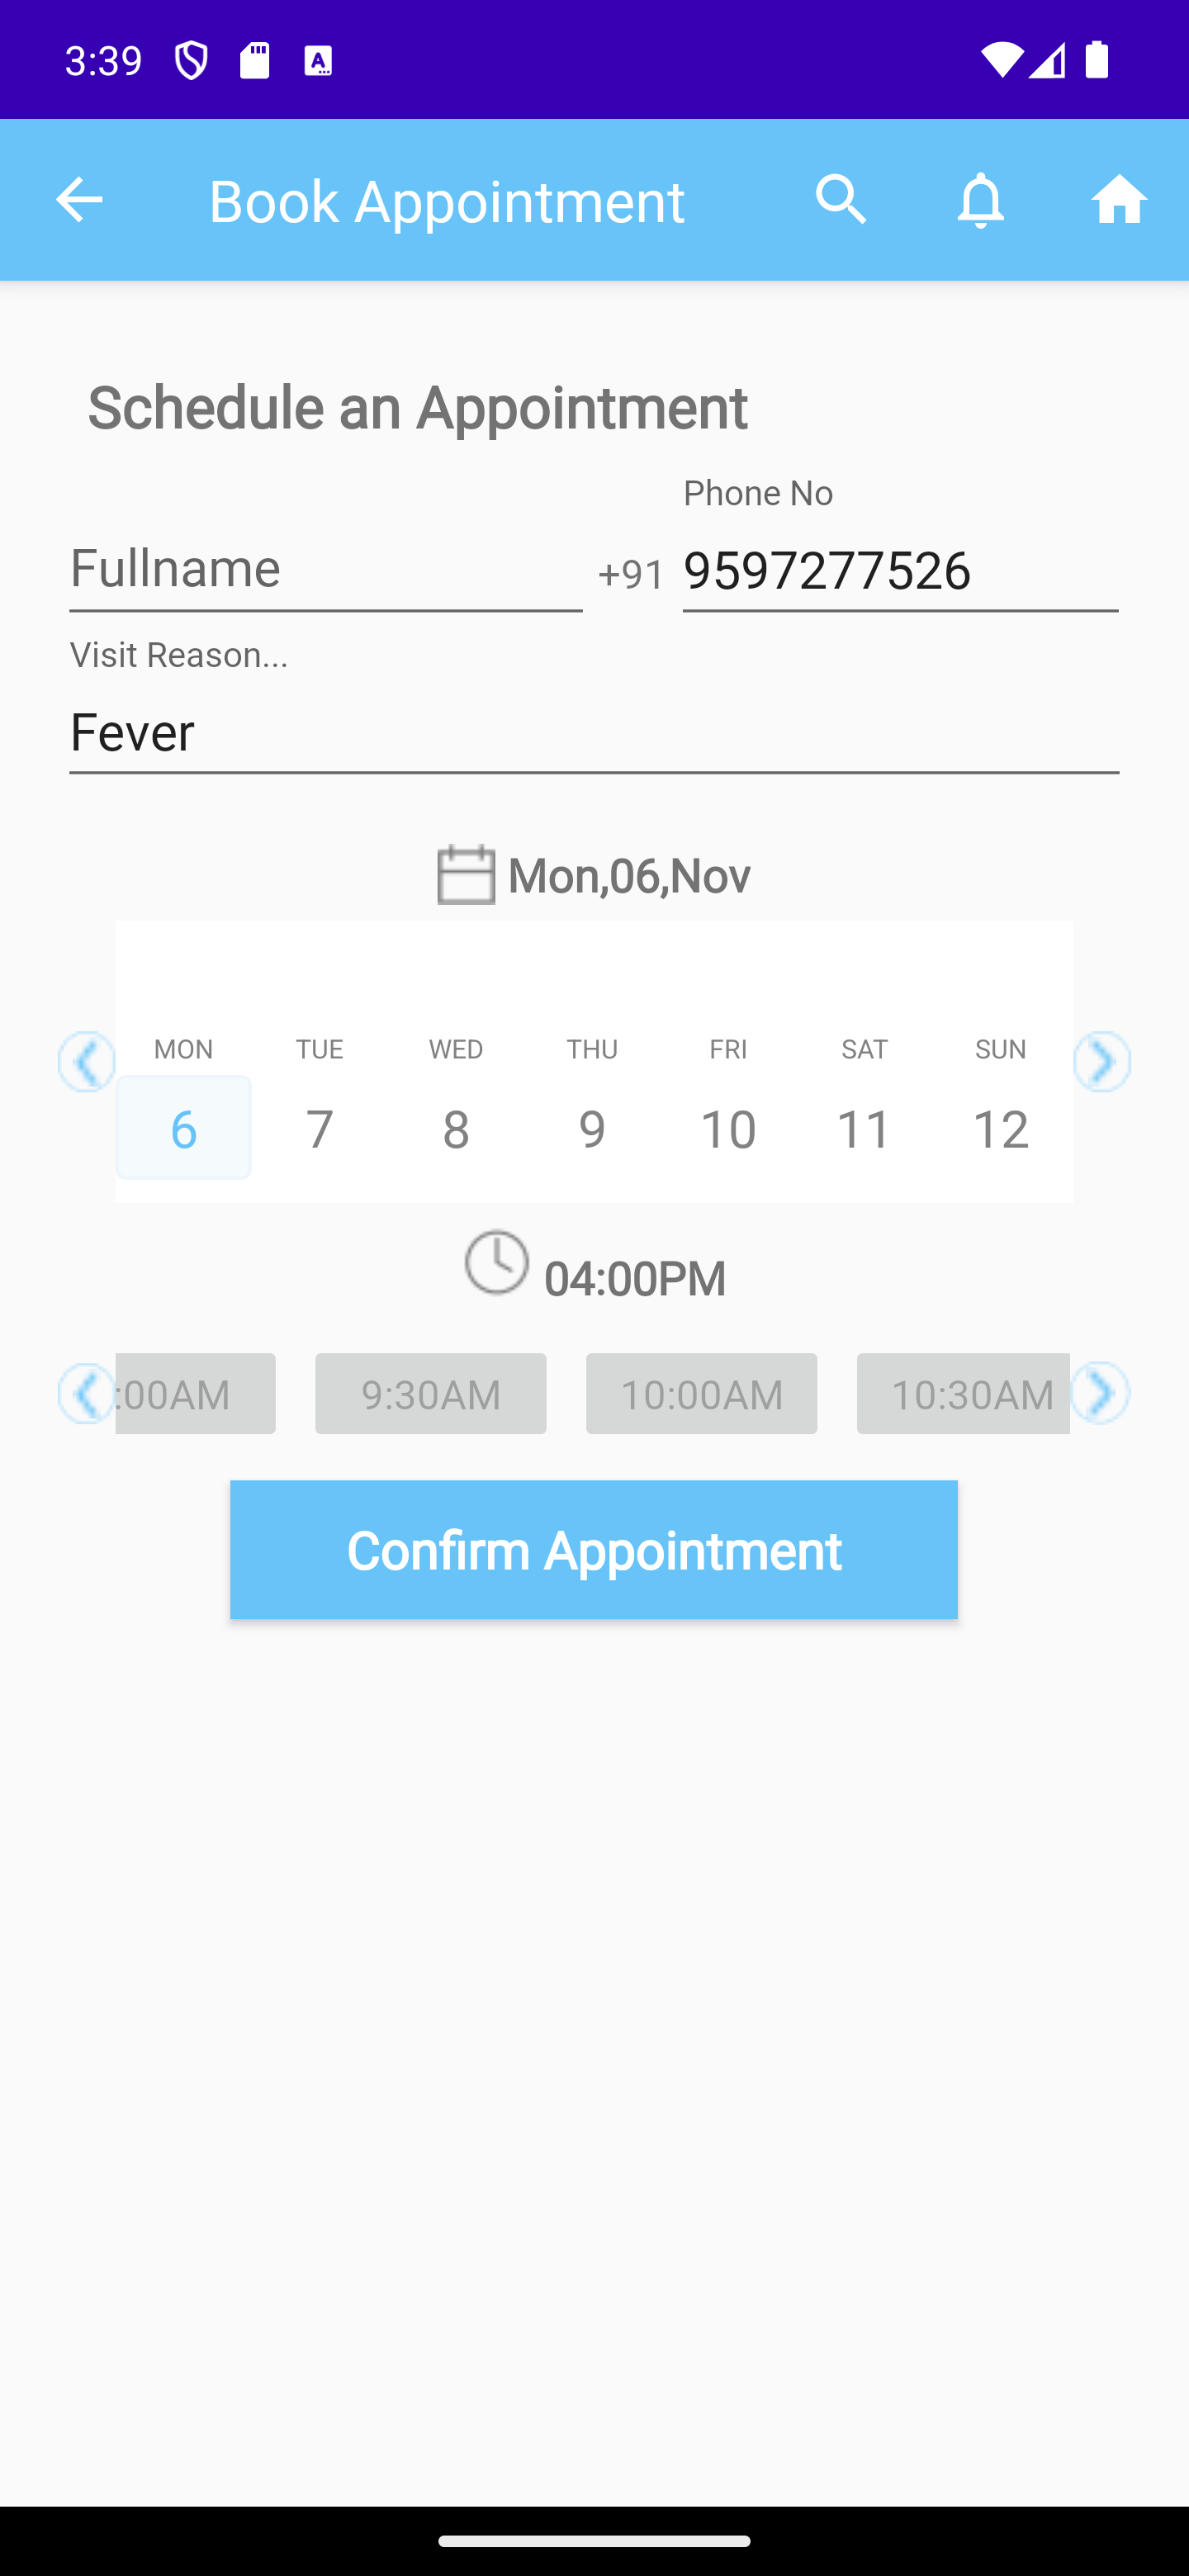 3:39
Book Appointment
Schedule an Appointment
Phone No
Fullname +91 9597277526
Visit Reason...
Fever
Mon,06,Nov
MON TUE WED THU FRI SAT SUN
6 7 8 9 10 11 12
04:00PM
:00AM 9:30AM 10:00AM 10:30AM
Confirm Appointment